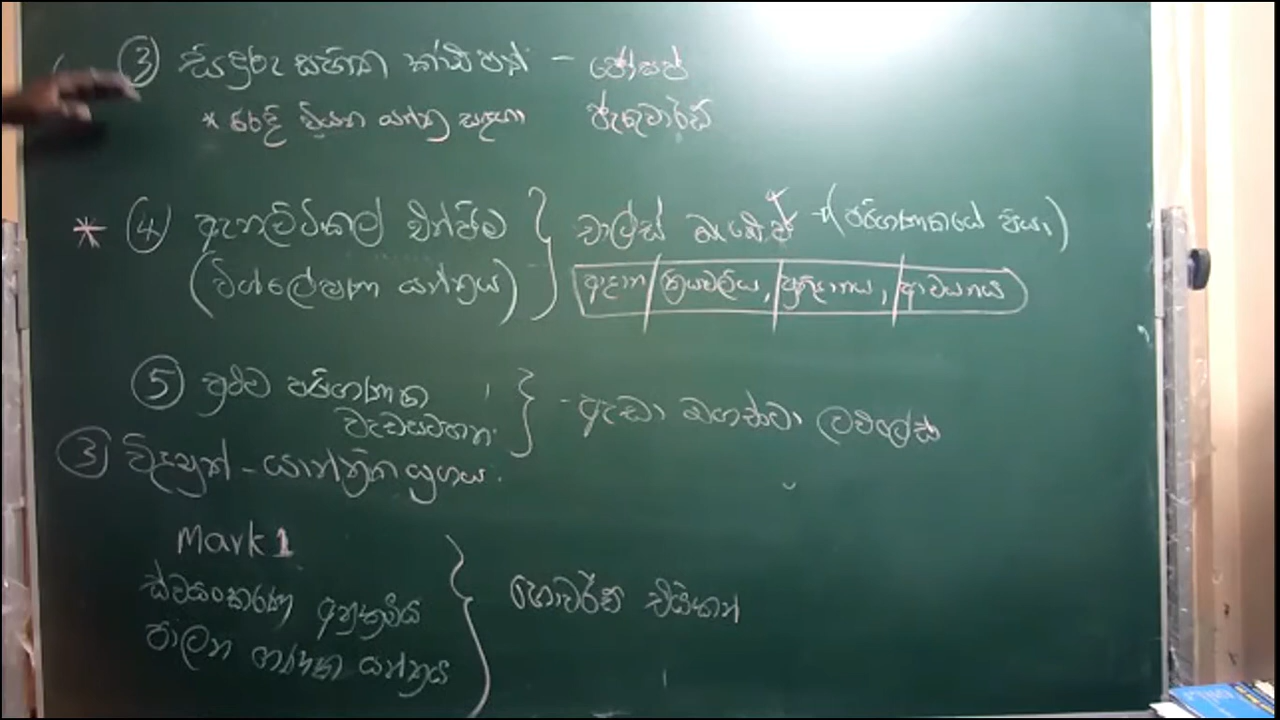 ③ සිදුරු සහිත කාඩ්පත් - ජෝසප්
* රෙදි වියන යන්ත්‍ර සඳහා ජැකුවාර්ඩ්
* ④ ඇනලිටිකල් එන්ජිම } චාල්ස් බැබේජ් → (පරිගණකයේ පියා)
(විශ්ලේෂණ යන්ත්‍රය) } ආදාන / ක්‍රියාවලිය, / ප්‍රතිදානය, / ආචයනය
⑤ ප්‍රථම පරිගණක } - ඇඩා ඔගස්ටා ලව්ලේස්
වැඩසටහන
③ විද්‍යුත් - යාන්ත්‍රික යුගය.
Mark 1
ස්වයංකරණ අනුක්‍රමික } හොවර්ඩ් එයිකන්
පාලන ගණක යන්ත්‍රය